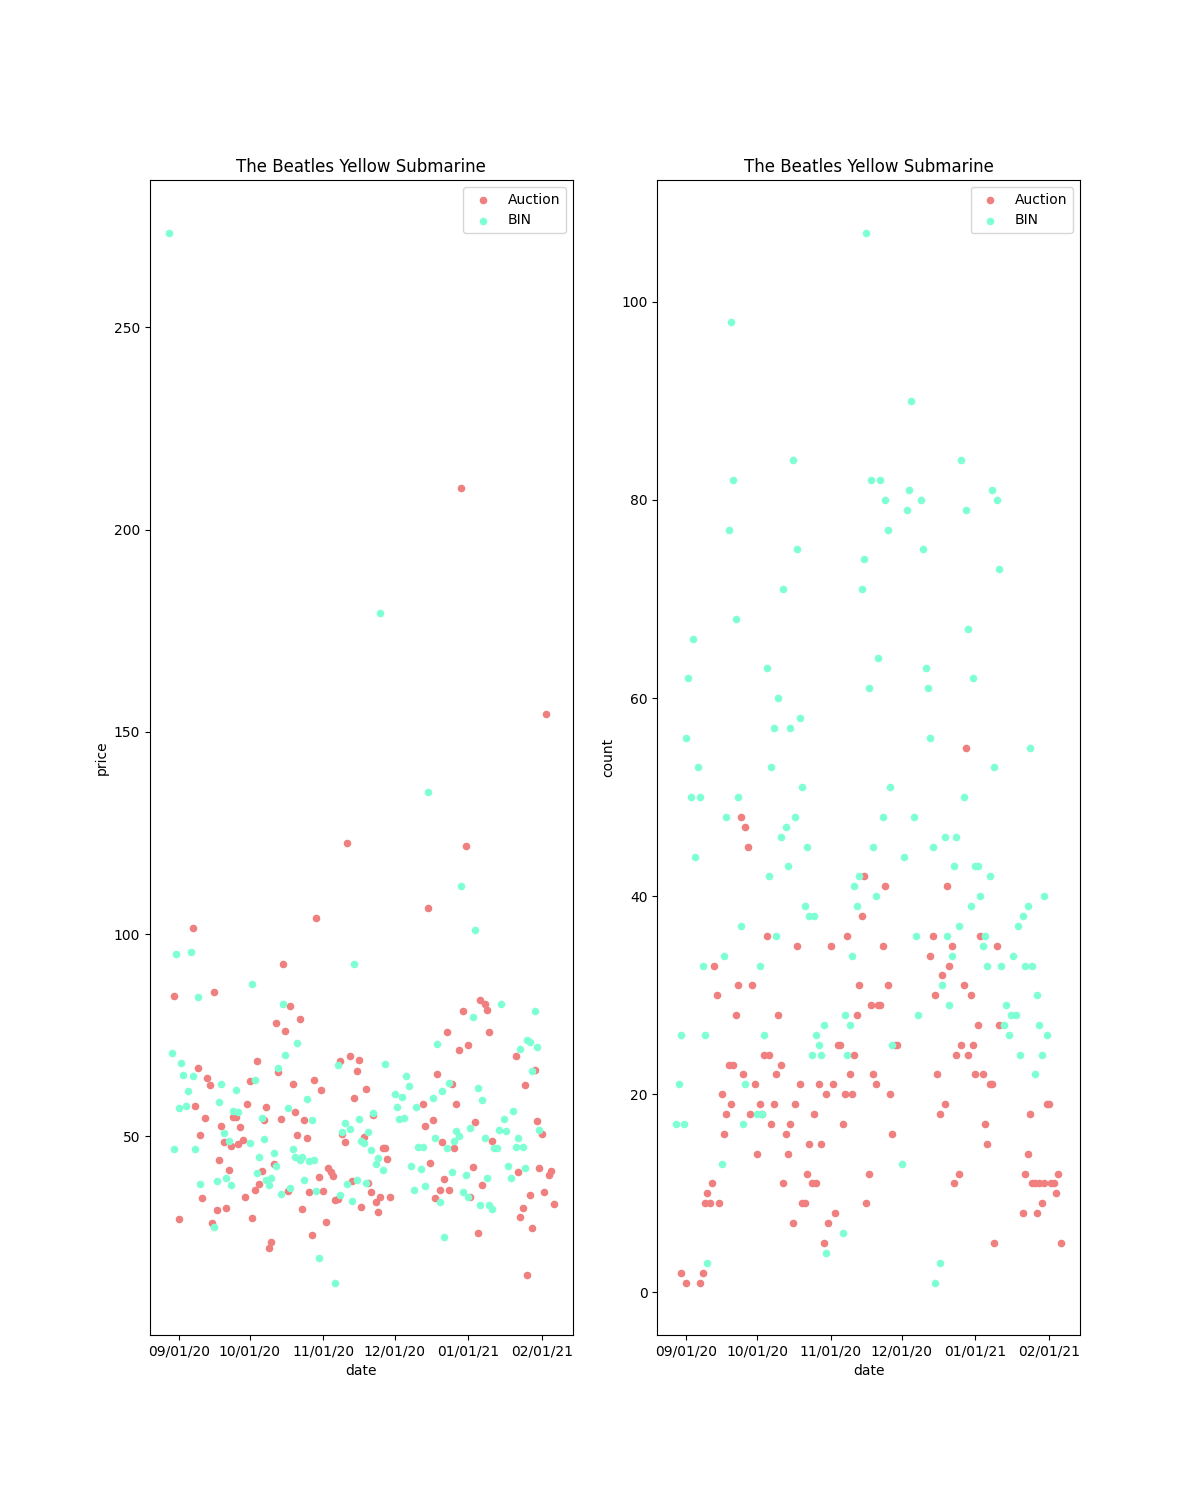 The Beatles Yellow Submarine
Auction
BIN
250
200
150
100
50
price
09/01/20 10/01/20 11/01/20 12/01/20 01/01/21 02/01/21
date
The Beatles Yellow Submarine
Auction
BIN
100
80
60
40
20
0
count
09/01/20 10/01/20 11/01/20 12/01/20 01/01/21 02/01/21
date